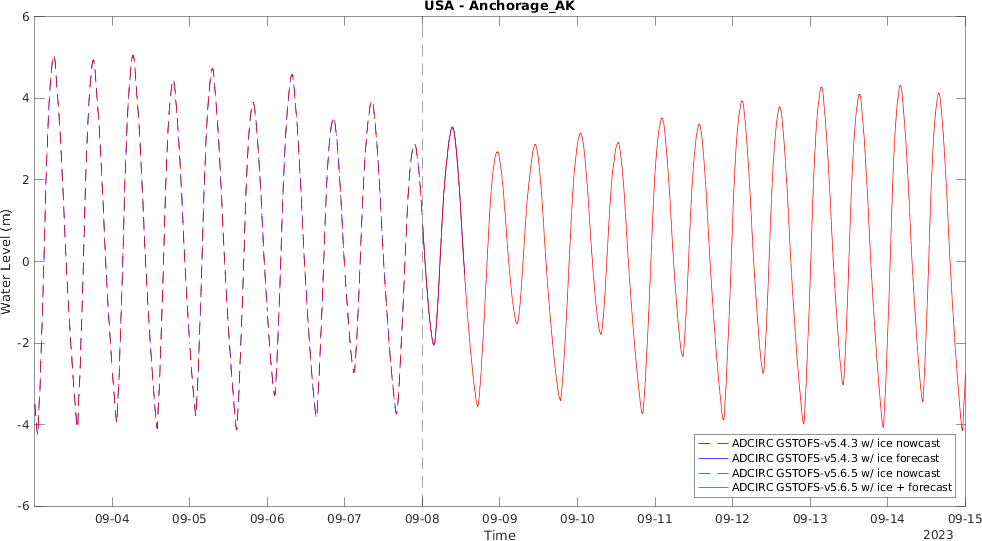 USA - Anchorage_AK
6
4
2
0
-2
-4
-6
Water Level (m)
ADCIRC GSTOFS-v5.4.3 w/ ice nowcast
ADCIRC GSTOFS-v5.4.3 w/ ice forecast
ADCIRC GSTOFS-v5.6.5 w/ ice nowcast
ADCIRC GSTOFS-v5.6.5 w/ ice + forecast
09-04
09-05
09-06
09-07
09-08
09-09
09-10
09-11
09-12
09-13
09-14
09-15
Time
2023